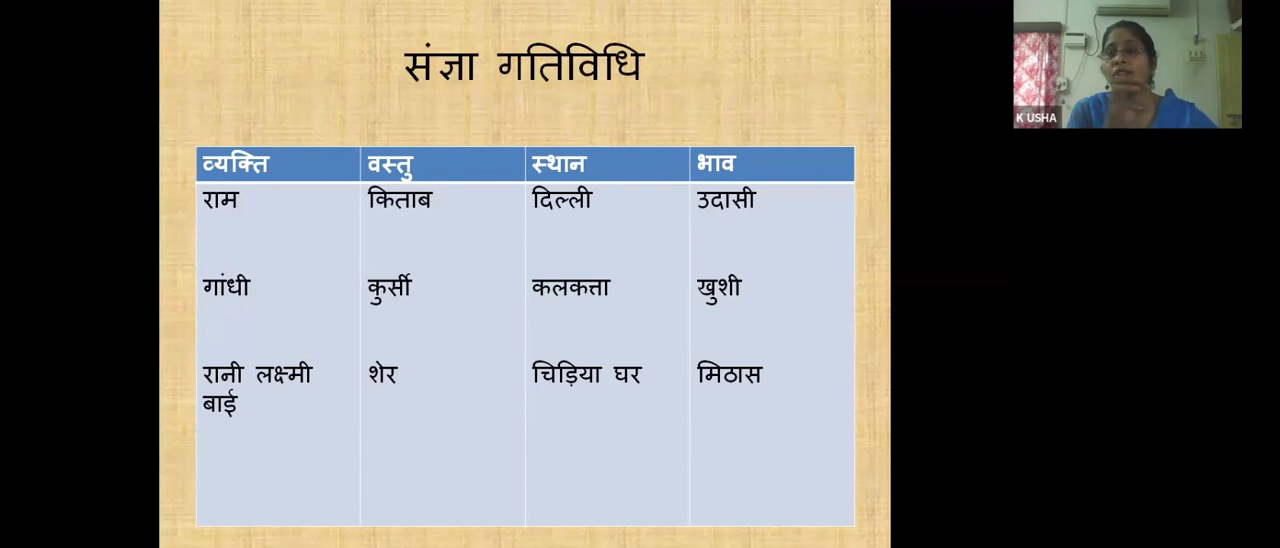 संज्ञा गतिविधि
K USHA
व्यक्ति वस्तु स्थान भाव
राम किताब दिल्ली उदासी
गांधी कुर्सी कलकत्ता खुशी
रानी लक्ष्मी शेर चिड़िया घर मिठास
बाई